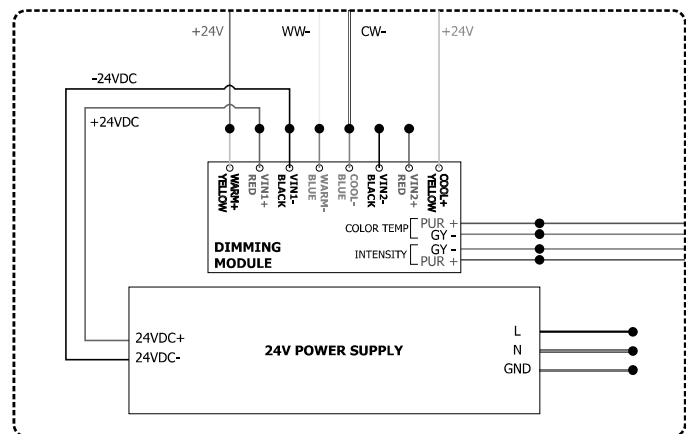 +24V
WW-
CW-
+24V
-24VDC
+24VDC
WARM+
YELLOW
VIN1+
RED
VIN1-
BLACK
WARM-
BLUE
COOL-
BLUE
VIN2-
BLACK
VIN2+
RED
COOL+
YELLOW
COLOR TEMP
PUR +
GY -
INTENSITY
GY -
PUR +
DIMMING
MODULE
24VDC+
24VDC-
24V POWER SUPPLY
L
N
GND